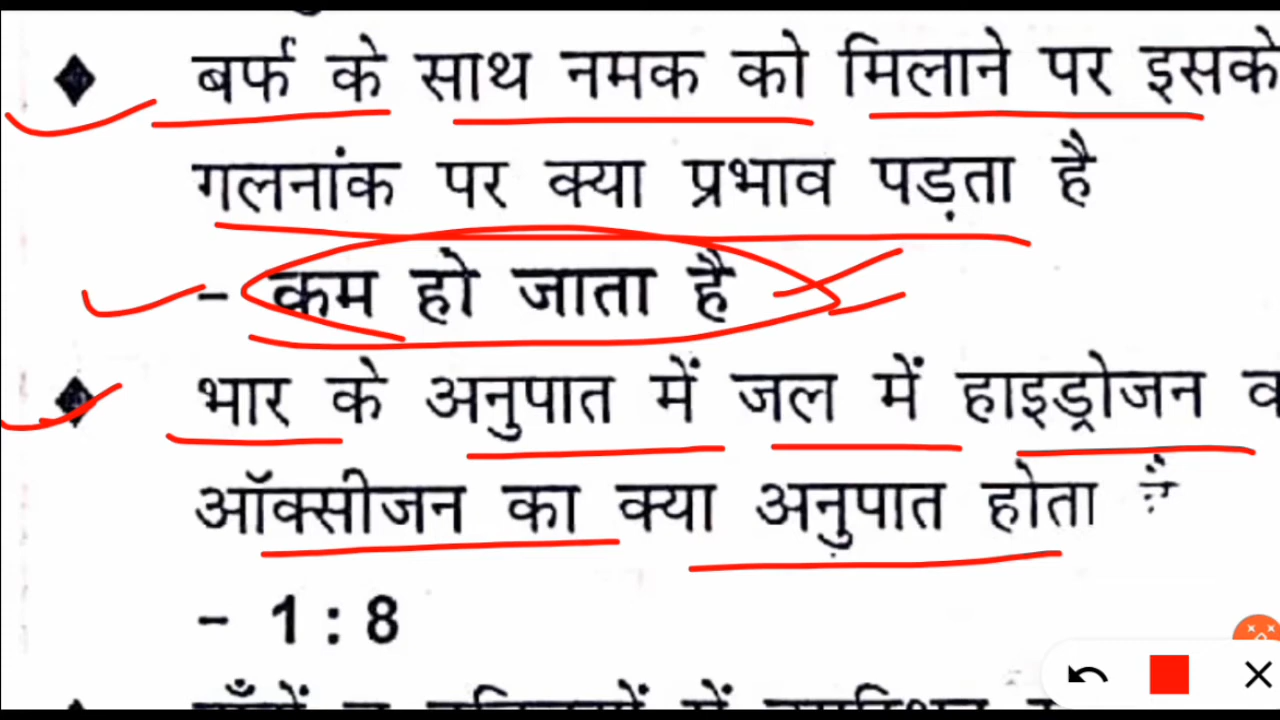 बर्फ के साथ नमक को मिलाने पर इसके
गलनांक पर क्या प्रभाव पड़ता है
- कम हो जाता है
भार के अनुपात में जल में हाइड्रोजन व
ऑक्सीजन का क्या अनुपात होता है
- 1 : 8